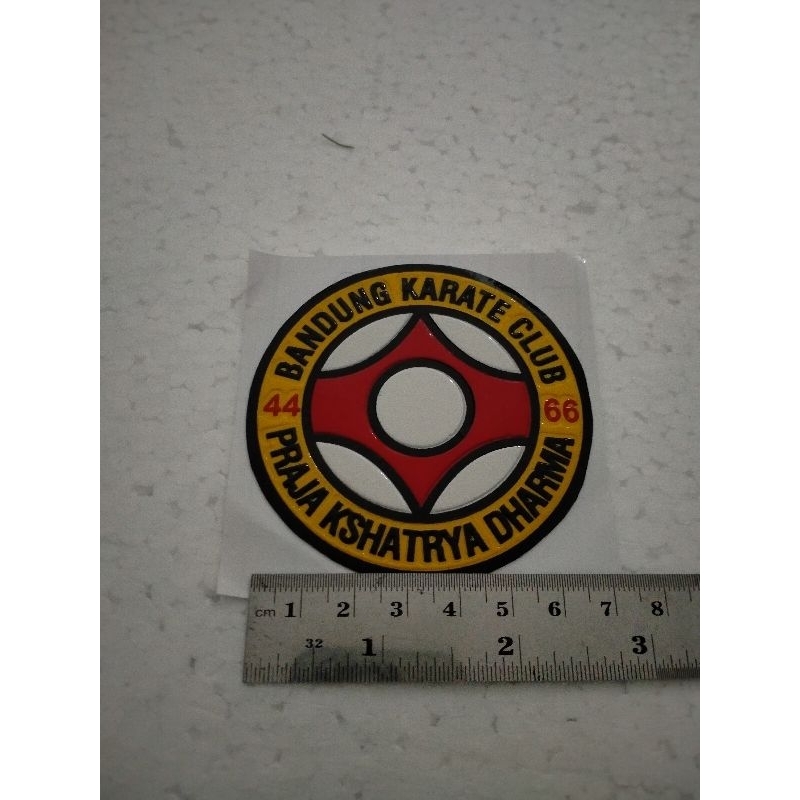 BANDUNG KARATE CLUB
44 66
PRAJA KSHATRYA DHARMA
cm 1 2 3 4 5 6 7 8
32 1 2 3